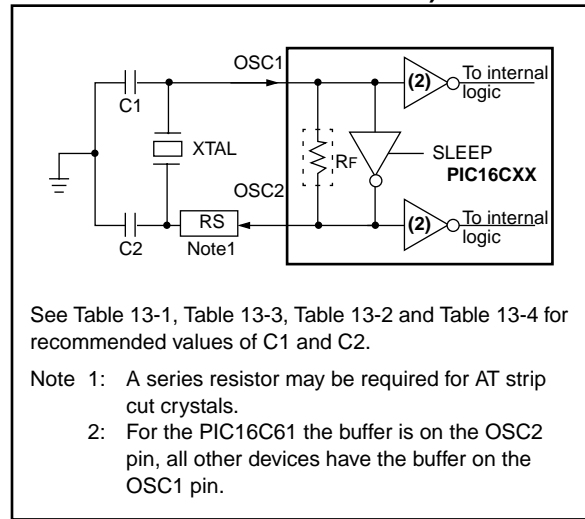 OSC1
(2)
To internal
logic
C1
XTAL
RF
SLEEP
PIC16CXX
OSC2
RS
(2)
To internal
logic
C2
Note1
See Table 13-1, Table 13-3, Table 13-2 and Table 13-4 for
recommended values of C1 and C2.
Note 1: A series resistor may be required for AT strip
cut crystals.
2: For the PIC16C61 the buffer is on the OSC2
pin, all other devices have the buffer on the
OSC1 pin.